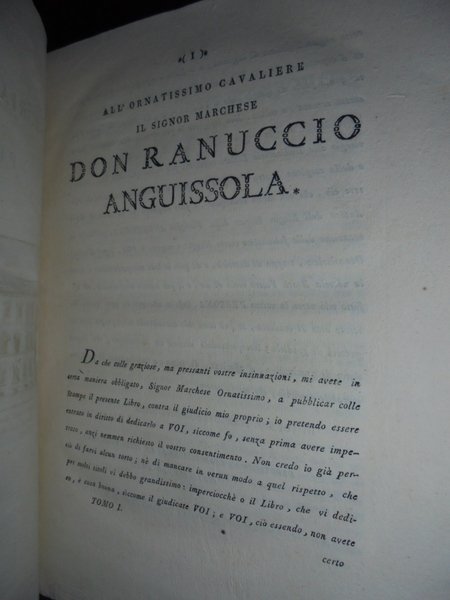 *( I )*
ALL' ORNATISSIMO CAVALIERE
IL SIGNOR MARCHESE
DON RANUCCIO
ANGUISSOLA.*
Da che colle graziose, ma pressanti vostre insinuazioni, mi avete in
certa maniera obbligato, Signor Marchese Ornatissimo, a pubblicar colle
Stampe il presente Libro, contra il giudicio mio proprio; io pretendo essere
entrato in diritto di dedicarlo a VOI, siccome fo, senza prima avere impe-
trato, anzi nemmen richiesto il vostro consentimento. Non credo io già per-
ciò di farvi alcun torto; nè di mancare in verun modo a quel rispetto, che
per molti titoli vi debbo grandissimo: imperciocchè o il Libro, che vi dedi-
co, è cosa buona, siccome il giudicate VOI; e VOI, ciò essendo, non avete
TOMO I.
*
certo